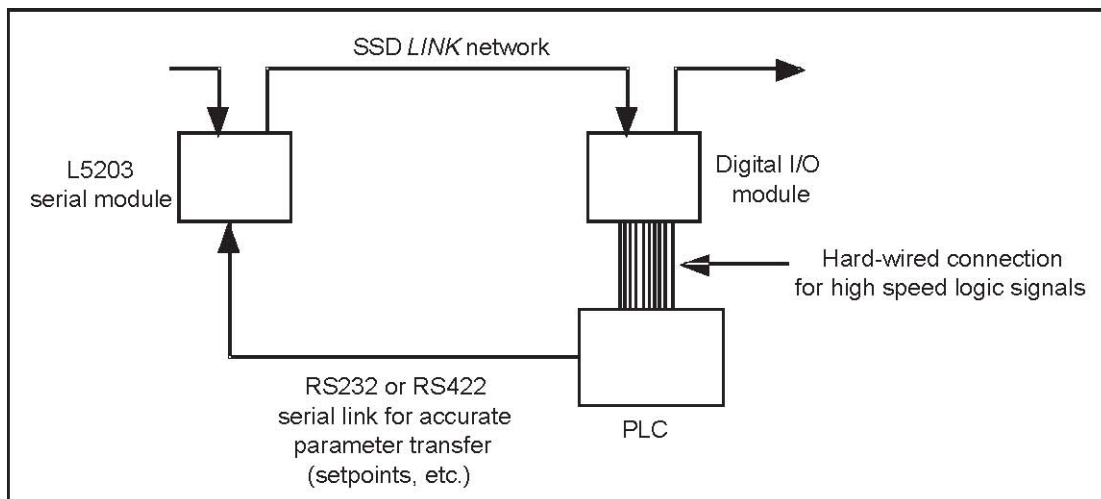 SSD LINK network
L5203
serial module
Digital I/O
module
Hard-wired connection
for high speed logic signals
RS232 or RS422
serial link for accurate
parameter transfer
(setpoints, etc.)
PLC